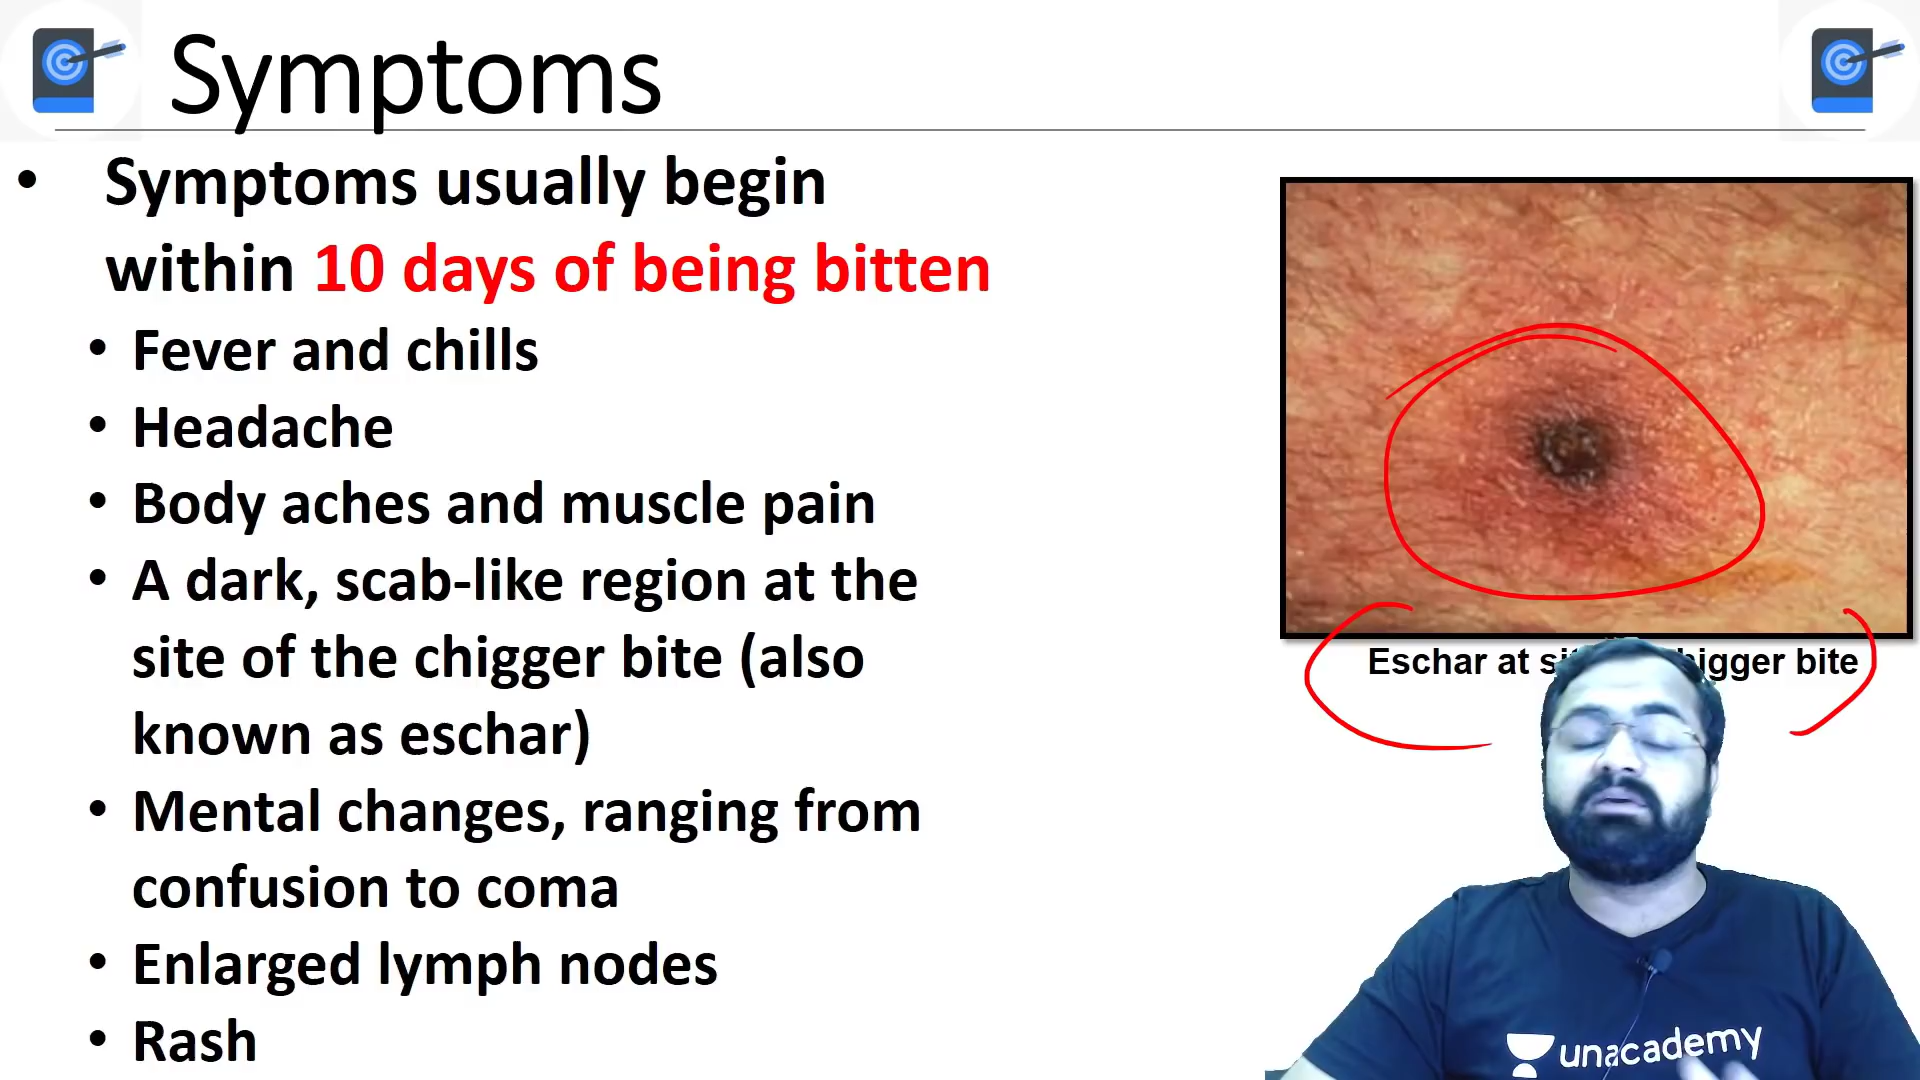 Symptoms
• Symptoms usually begin
within 10 days of being bitten
• Fever and chills
• Headache
• Body aches and muscle pain
• A dark, scab-like region at the
site of the chigger bite (also
known as eschar)
• Mental changes, ranging from
confusion to coma
• Enlarged lymph nodes
• Rash
Eschar at bite
unacademy